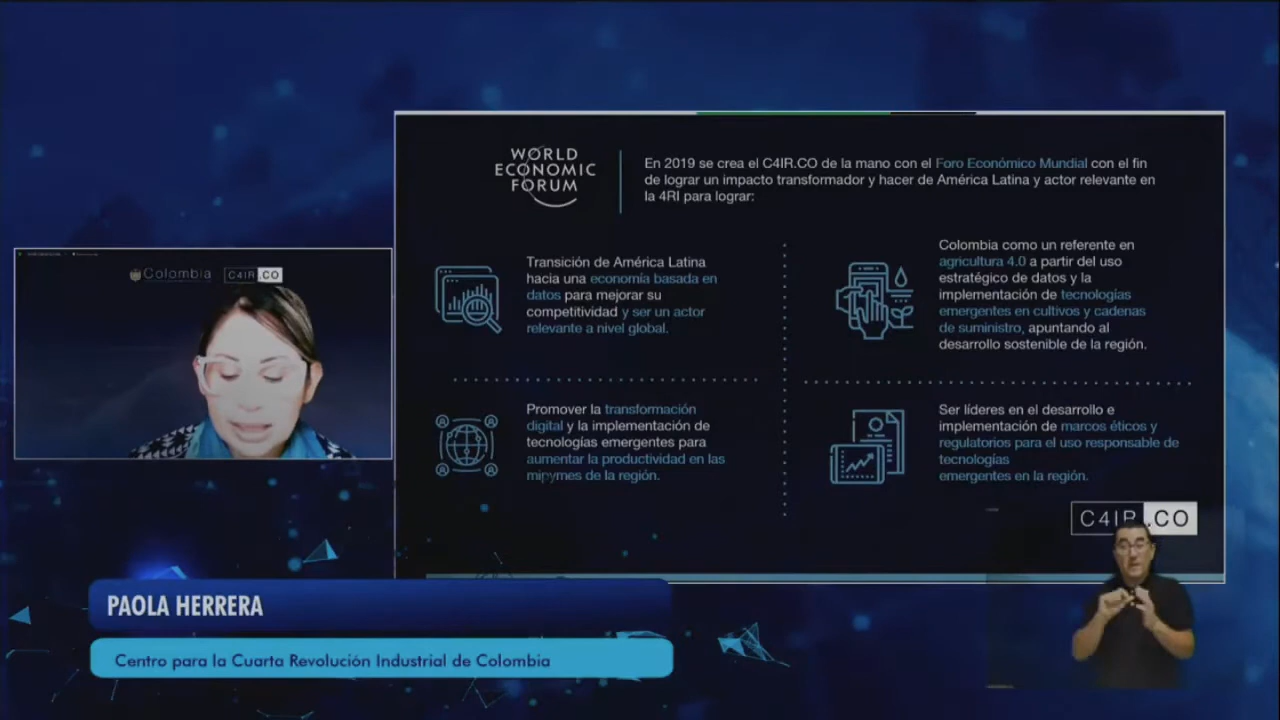 WORLD
ECONOMIC
FORUM
En 2019 se crea el C4IR.CO de la mano con el Foro Económico Mundial con el fin
de lograr un impacto transformador y hacer de América Latina y actor relevante en
la 4RI para lograr:
Transición de América Latina
hacia una economía basada en
datos para mejorar su
competitividad y ser un actor
relevante a nivel global.
Colombia como un referente en
agricultura 4.0 a partir del uso
estratégico de datos y la
implementación de tecnologías
emergentes en cultivos y cadenas
de suministro, apuntando al
desarrollo sostenible de la región.
Promover la transformación
digital y la implementación de
tecnologías emergentes para
aumentar la productividad en las
mipymes de la región.
Ser líderes en el desarrollo e
implementación de marcos éticos y
regulatorios para el uso responsable de
tecnologías
emergentes en la región.
C4IR.CO
Colombia C4IR.CO
PAOLA HERRERA
Centro para la Cuarta Revolución Industrial de Colombia